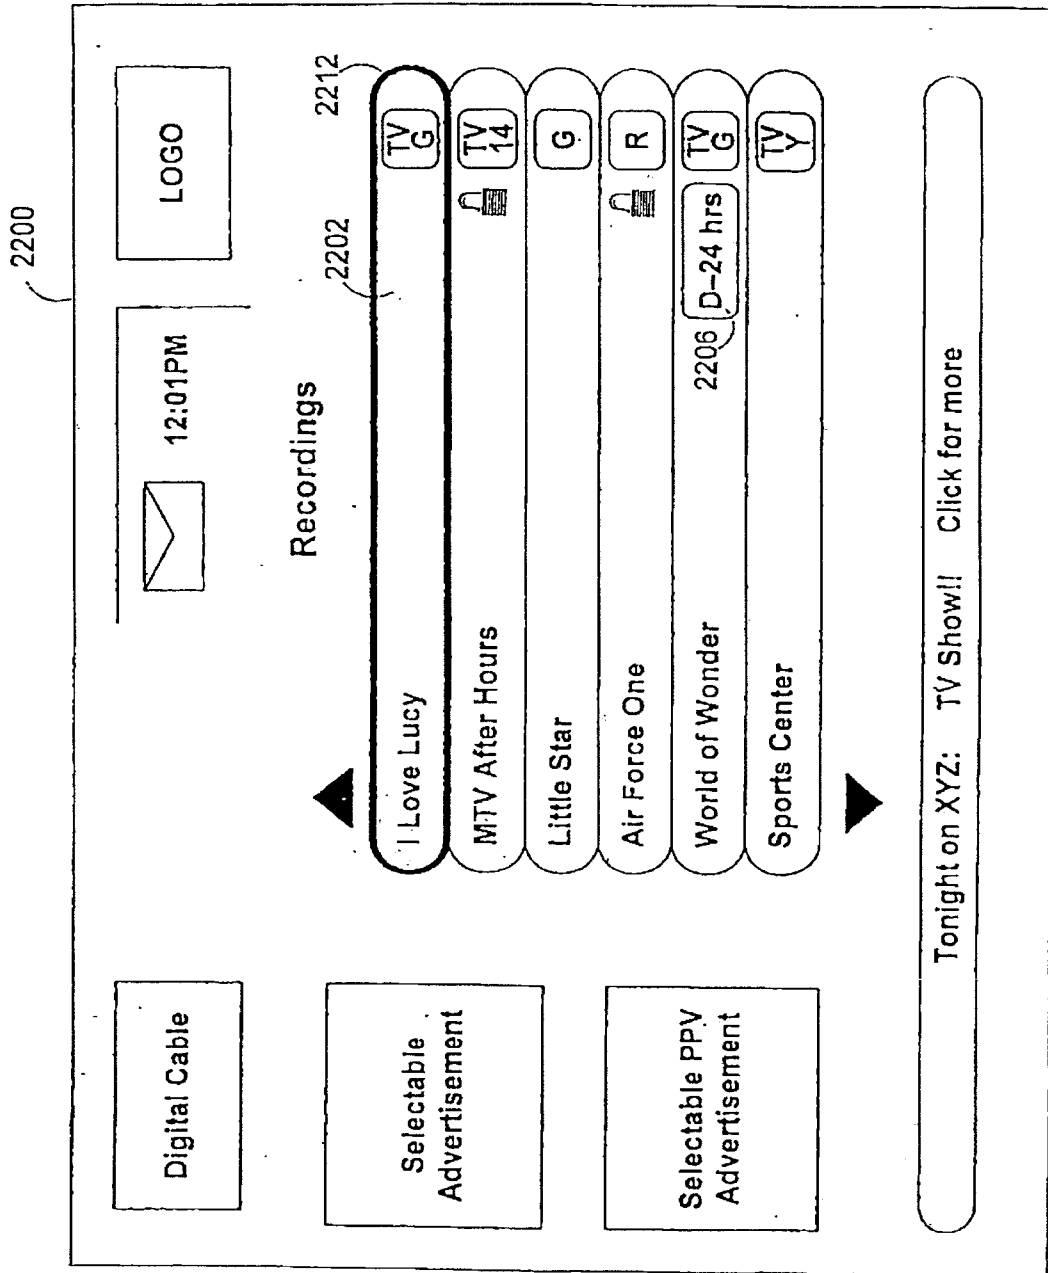 2200
Digital Cable
12:01PM
LOGO
Recordings
2202
2212
Selectable
Advertisement
I Love Lucy
TV
G
MTV After Hours
TV
14
Little Star
G
Air Force One
R
Selectable PPV
Advertisement
World of Wonder
2206
D-24 hrs
TV
G
Sports Center
TV
Y
Tonight on XYZ: TV Show!! Click for more